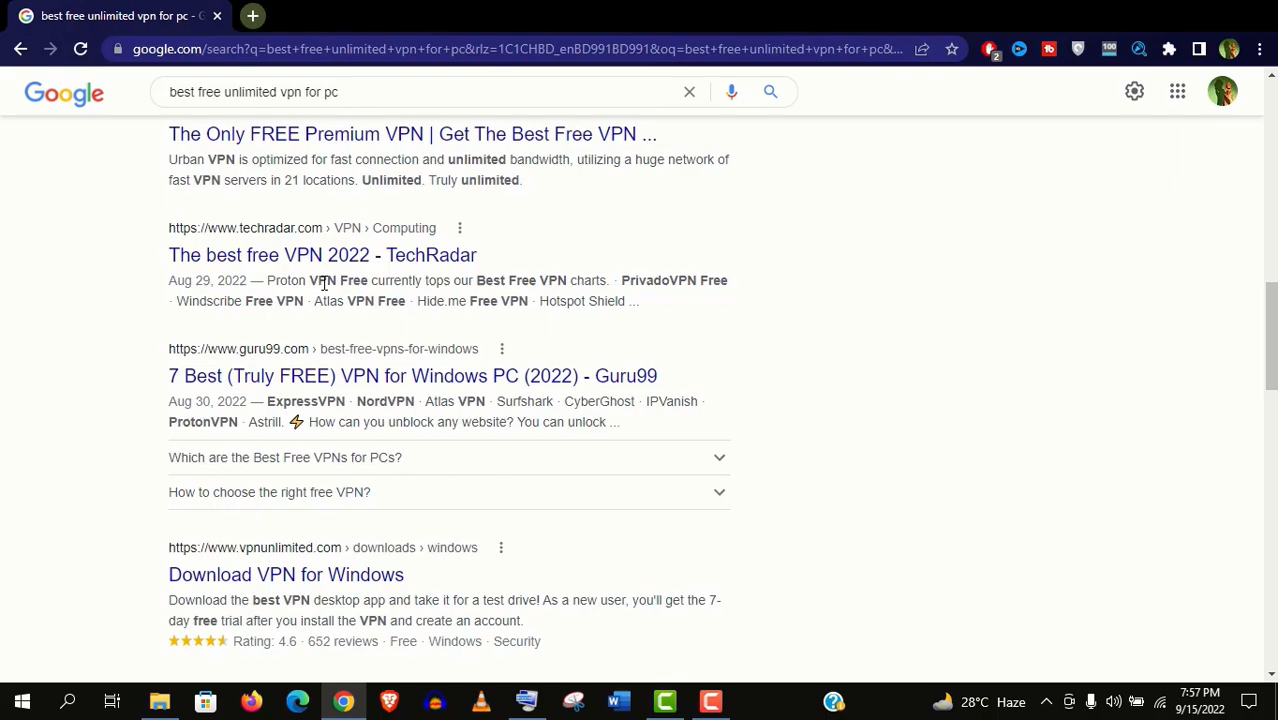 best free unlimited vpn for pc - G
google.com/search?q=best+free+unlimited+vpn+for+pc&rlz=1C1CHBD_enBD991BD991&oq=best+free+unlimited+vpn+for+pc&...
2
100
Google
best free unlimited vpn for pc
The Only FREE Premium VPN | Get The Best Free VPN ...
Urban VPN is optimized for fast connection and unlimited bandwidth, utilizing a huge network of
fast VPN servers in 21 locations. Unlimited. Truly unlimited.
https://www.techradar.com › VPN › Computing
The best free VPN 2022 - TechRadar
Aug 29, 2022 — Proton VPN Free currently tops our Best Free VPN charts. · PrivadoVPN Free
· Windscribe Free VPN · Atlas VPN Free · Hide.me Free VPN · Hotspot Shield ...
https://www.guru99.com › best-free-vpns-for-windows
7 Best (Truly FREE) VPN for Windows PC (2022) - Guru99
Aug 30, 2022 — ExpressVPN · NordVPN · Atlas VPN · Surfshark · CyberGhost · IPVanish ·
ProtonVPN · Astrill. ⚡ How can you unblock any website? You can unlock ...
Which are the Best Free VPNs for PCs?
How to choose the right free VPN?
https://www.vpnunlimited.com › downloads › windows
Download VPN for Windows
Download the best VPN desktop app and take it for a test drive! As a new user, you'll get the 7-
day free trial after you install the VPN and create an account.
Rating: 4.6 · 652 reviews · Free · Windows · Security
28°C Haze
7:57 PM
9/15/2022